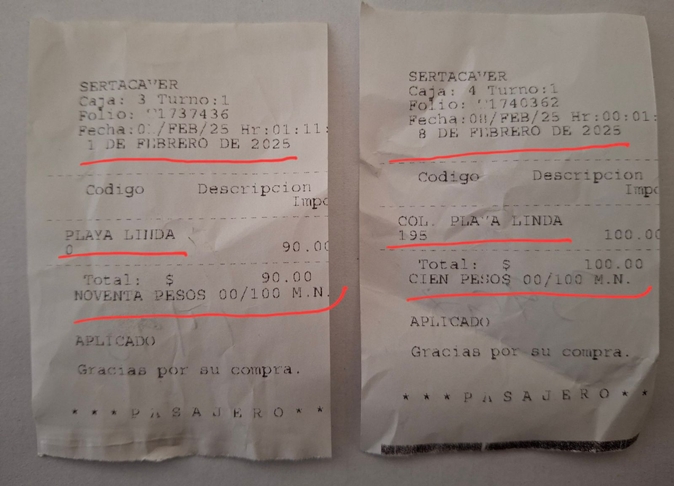 SERTACAVER
Caja: 3 Turno:1
Folio: 1737436
Fecha:0 /FEB/25 Hr:01:11:
1 DE FEBRERO DE 2025
Codigo Descripcion
Impo
PLAYA LINDA
0 90.00
Total: $ 90.00
NOVENTA PESOS 00/100 M.N.
APLICADO
Gracias por su compra.
* * * P A S A J E R O * *
SERTACAVER
Caja: 4 Turno:1
Folio: 1740362
Fecha:08/FEB/25 Hr:00:01:
8 DE FEBRERO DE 2025
Codigo Descripcion
Impo
COL. PLAYA LINDA
195 100.00
Total: $ 100.00
CIEN PESOS 00/100 M.N.
APLICADO
Gracias por su compra.
* * * P A S A J E R O * *